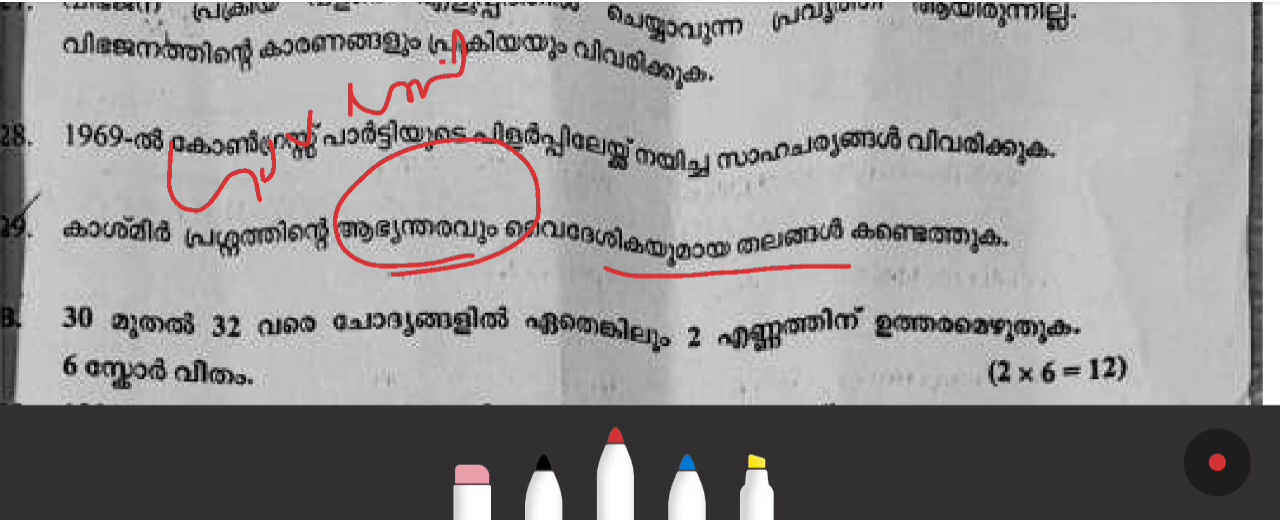 വിഭജനത്തിന്റെ കാരണങ്ങളും പ്രക്രിയയും വിവരിക്കുക.
28. 1969-ൽ കോൺഗ്രസ്സ് പാർട്ടിയുടെ പിളർപ്പിലേയ്ക്ക് നയിച്ച സാഹചര്യങ്ങൾ വിവരിക്കുക.
29. കാശ്മിർ പ്രശ്നത്തിന്റെ ആഭ്യന്തരവും വൈദേശികയുമായ തലങ്ങൾ കണ്ടെത്തുക.
B. 30 മുതൽ 32 വരെ ചോദ്യങ്ങളിൽ ഏതെങ്കിലും 2 എണ്ണത്തിന് ഉത്തരമെഴുതുക.
6 സ്കോർ വീതം. (2 x 6 = 12)